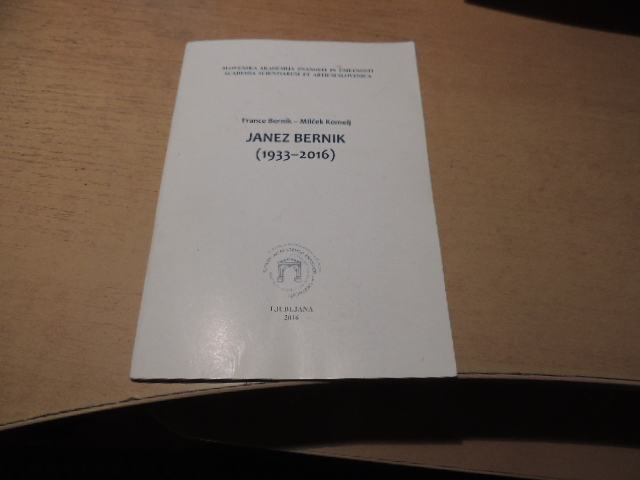 SLOVENSKA AKADEMIJA ZNANOSTI IN UMETNOSTI
ACADEMIA SCIENTIARUM ET ARTIUM SLOVENICA
France Bernik – Milček Komelj
JANEZ BERNIK
(1933–2016)
LJUBLJANA
2016